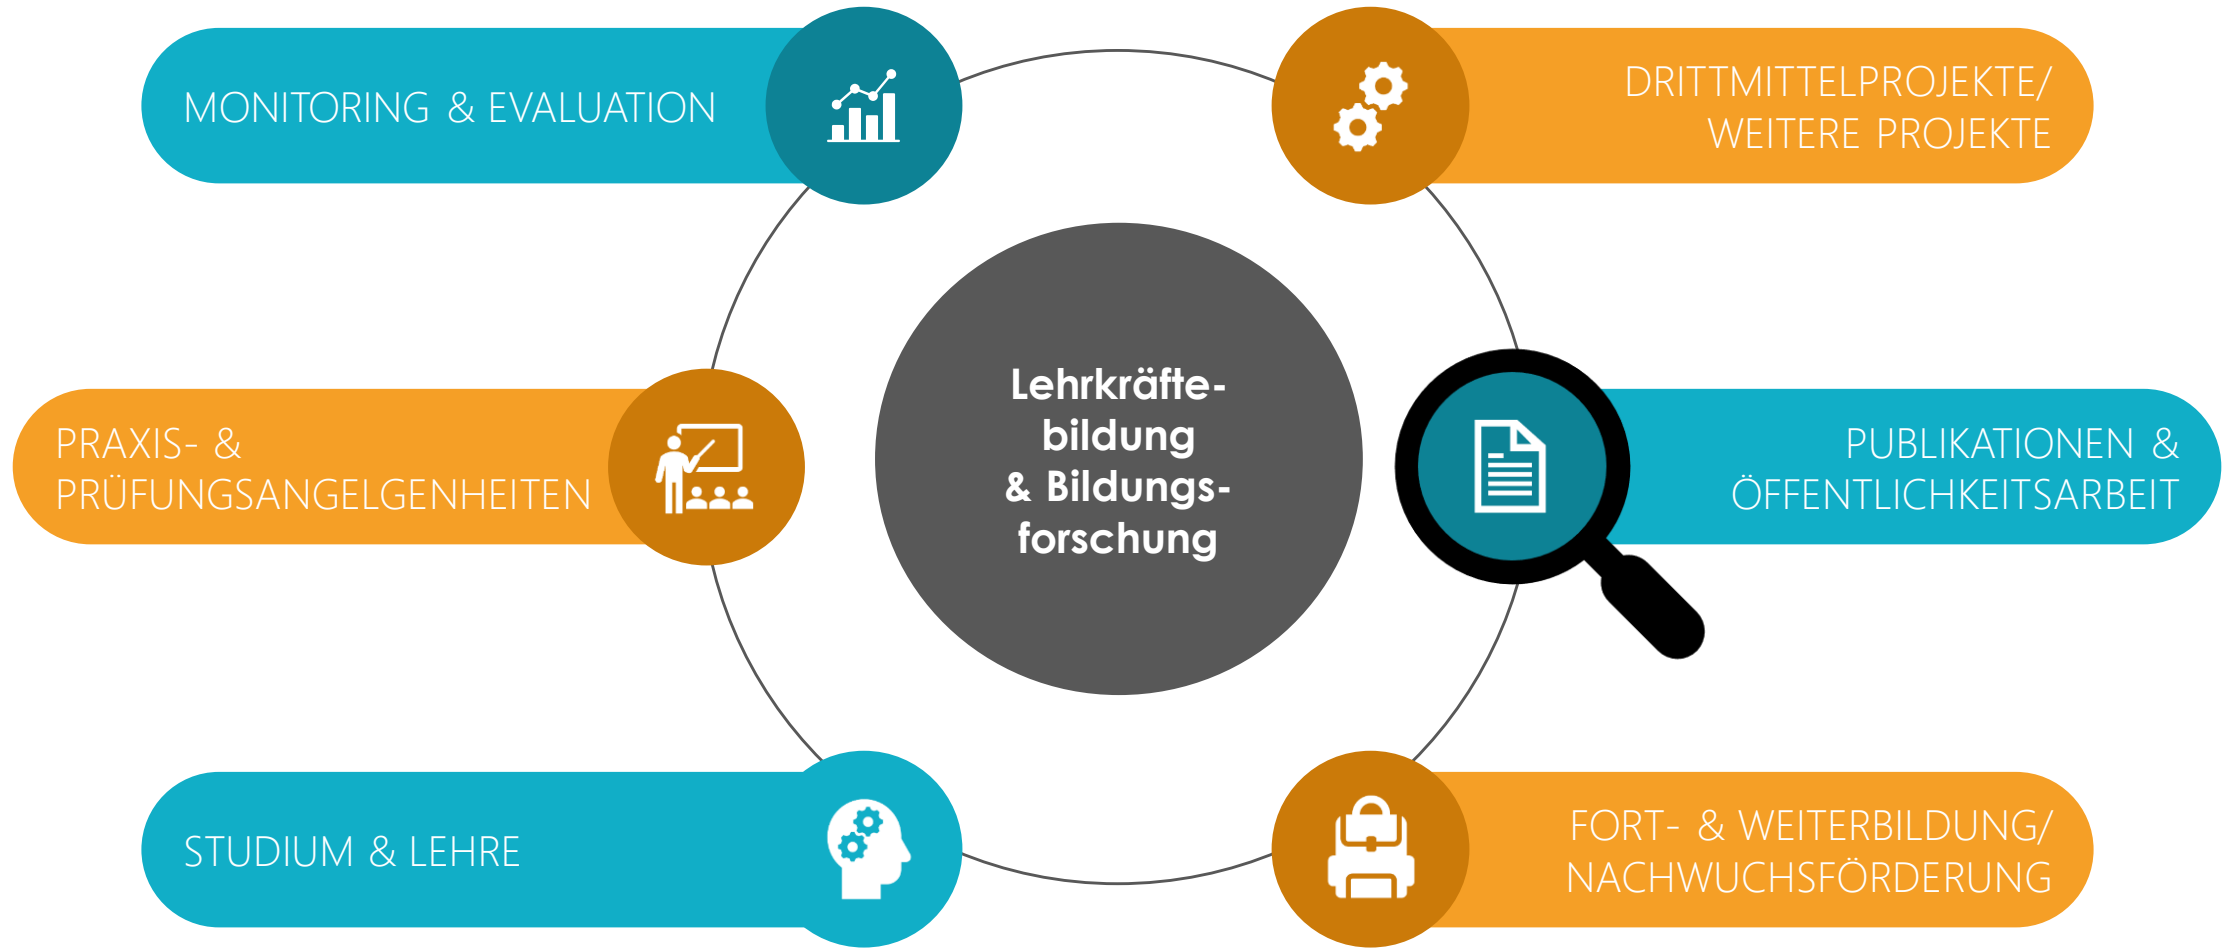 MONITORING & EVALUATION
DRITTMITTELPROJEKTE/
WEITERE PROJEKTE
PRAXIS- &
PRÜFUNGSANGELGENHEITEN
Lehrkräfte-
bildung
& Bildungs-
forschung
PUBLIKATIONEN &
ÖFFENTLICHKEITSARBEIT
STUDIUM & LEHRE
FORT- & WEITERBILDUNG/
NACHWUCHSFÖRDERUNG